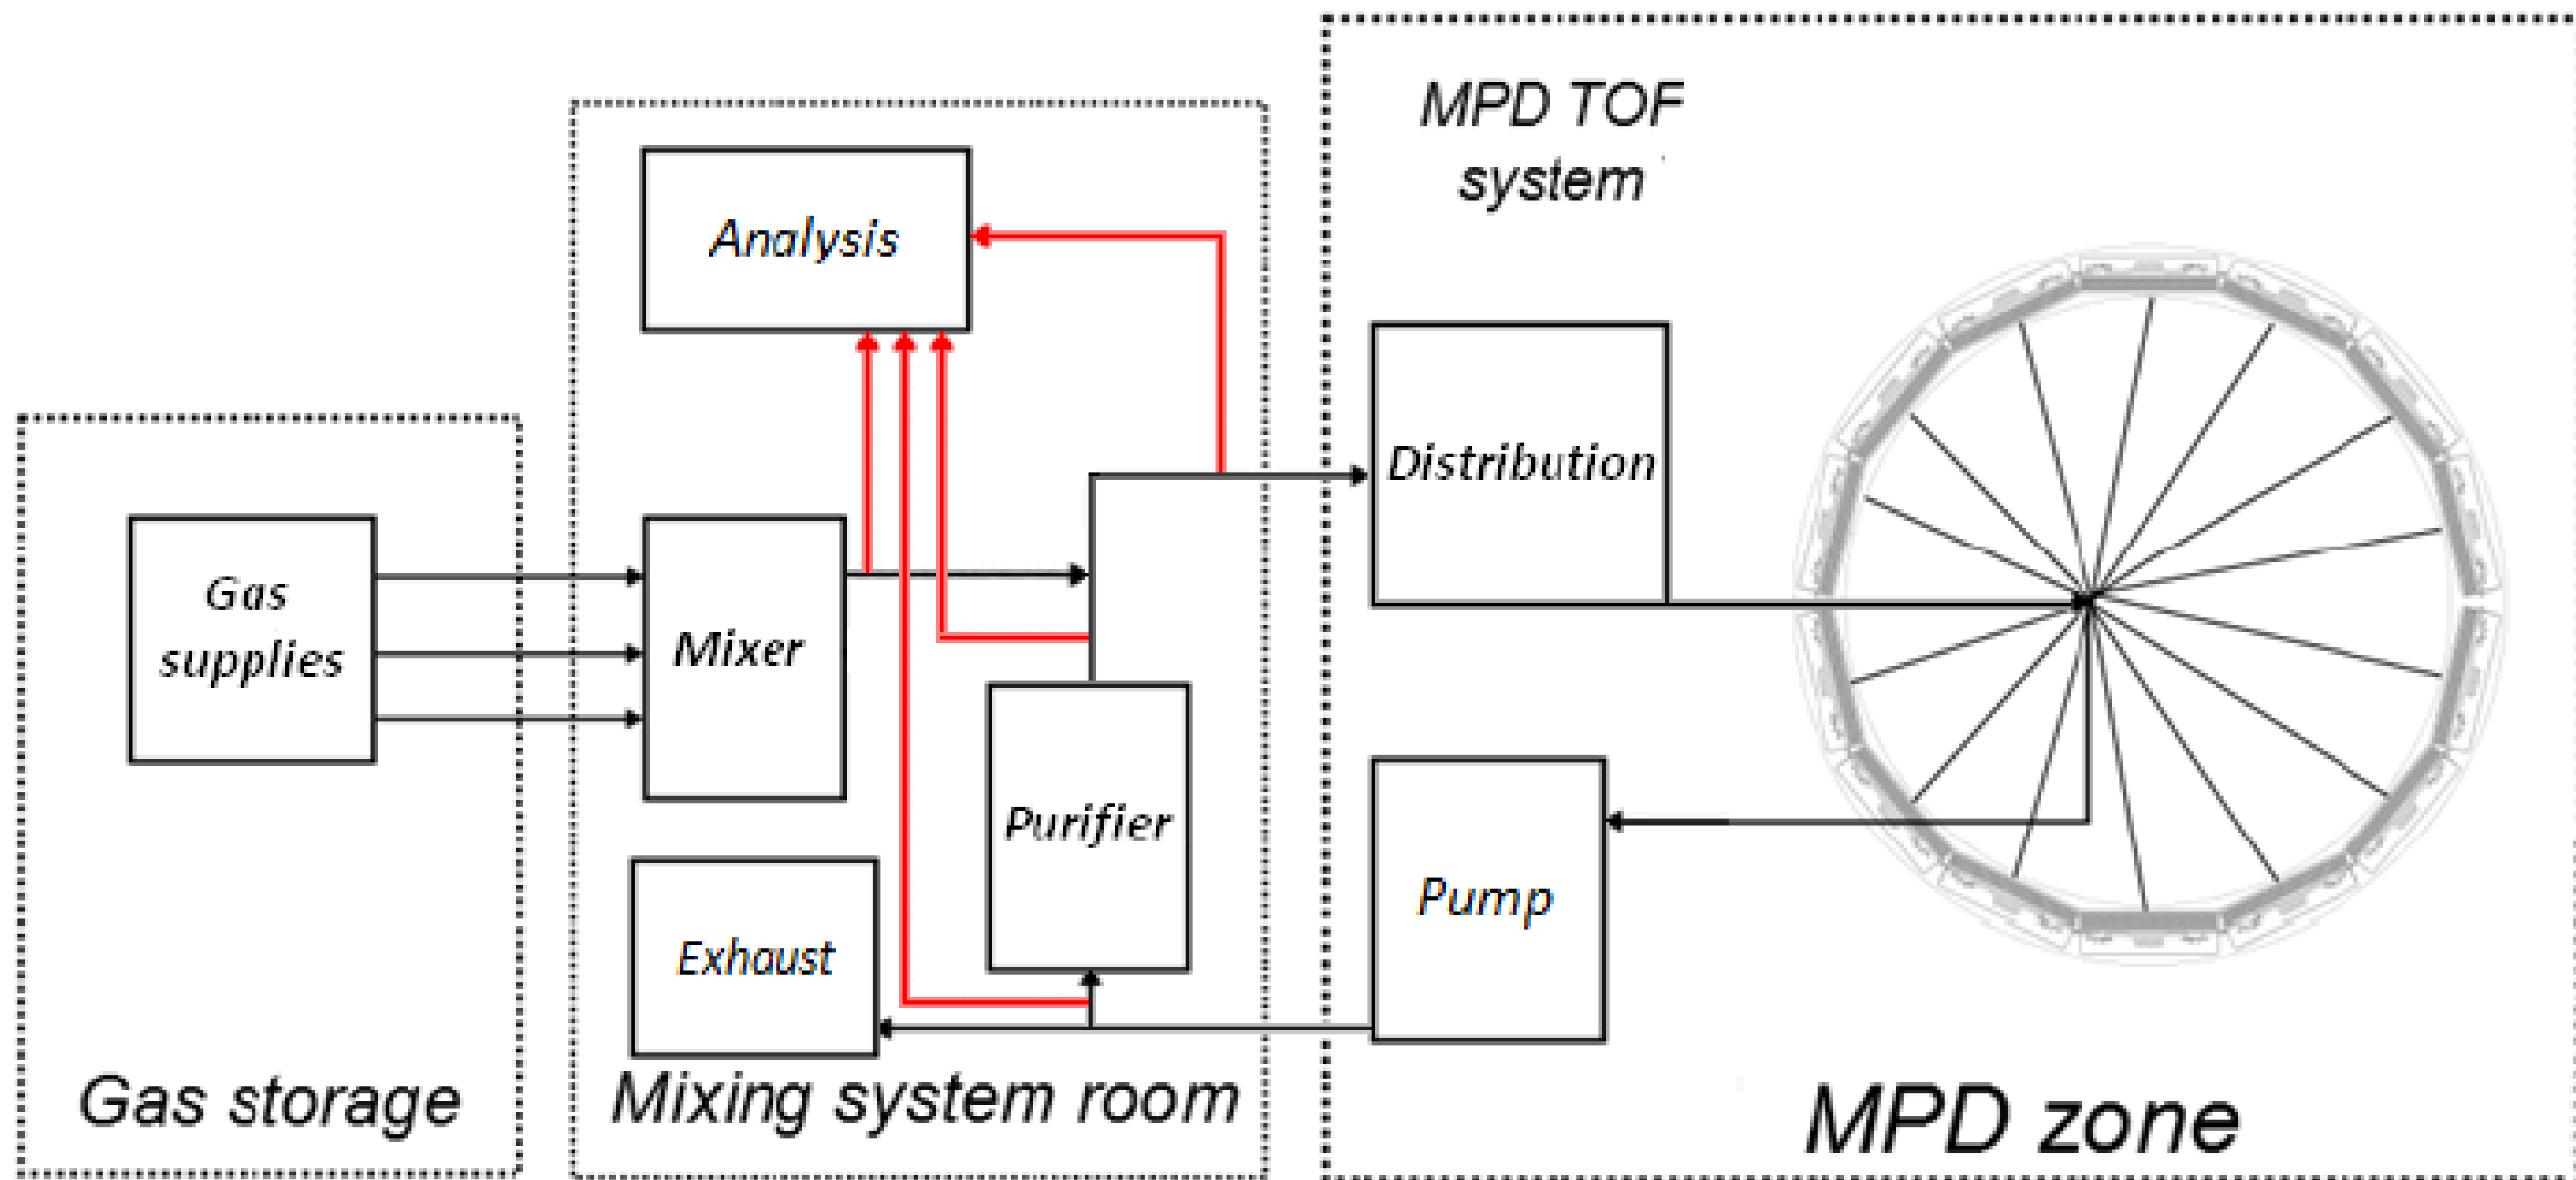 MPD TOF
system
Analysis
Distribution
Gas
supplies
Mixer
Purifier
Pump
Exhaust
Gas storage
Mixing system room
MPD zone